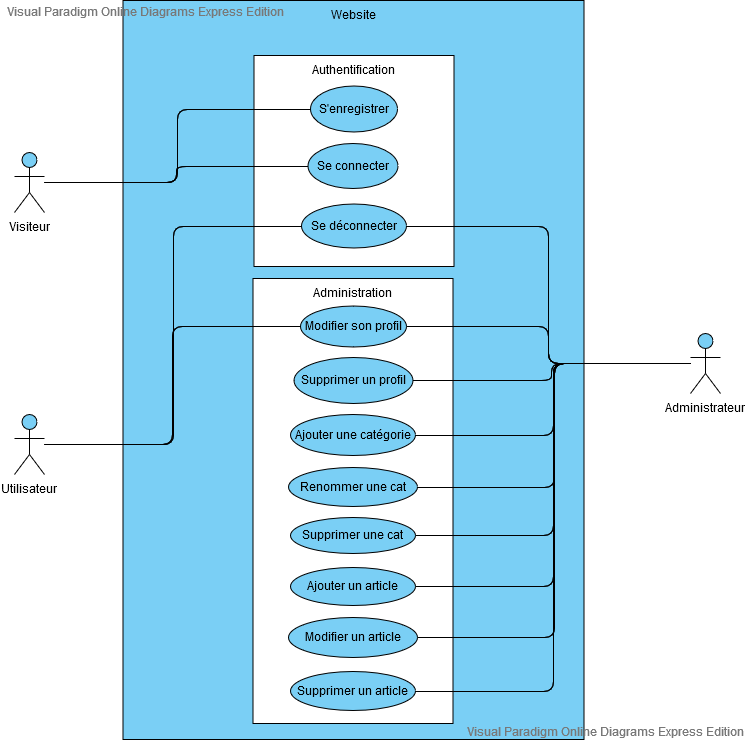 Visual Paradigm Online Diagrams Express Edition
Website
Authentification
S'enregistrer
Se connecter
Visiteur
Se déconnecter
Administration
Modifier son profil
Supprimer un profil
Administrateur
Ajouter une catégorie
Utilisateur
Renommer une cat
Supprimer une cat
Ajouter un article
Modifier un article
Supprimer un article
Visual Paradigm Online Diagrams Express Edition